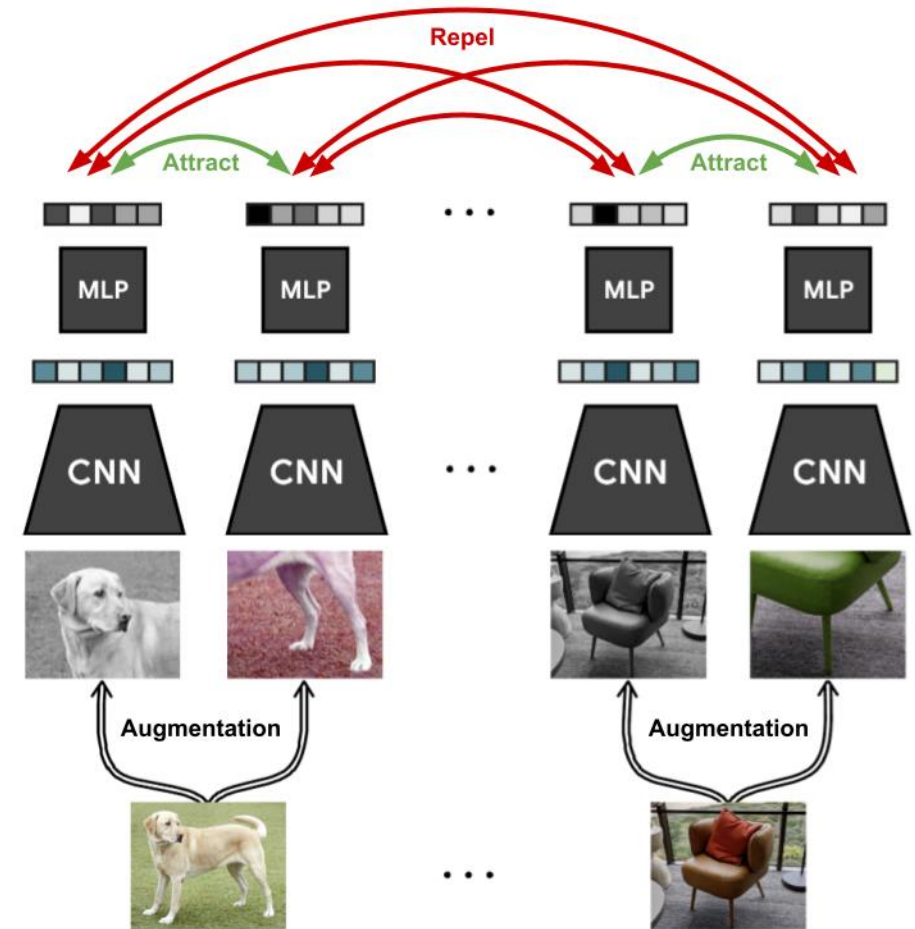 Repel
Attract
Attract
. . .
MLP
MLP
MLP
MLP
CNN
CNN
. . .
CNN
CNN
Augmentation
Augmentation
. . .